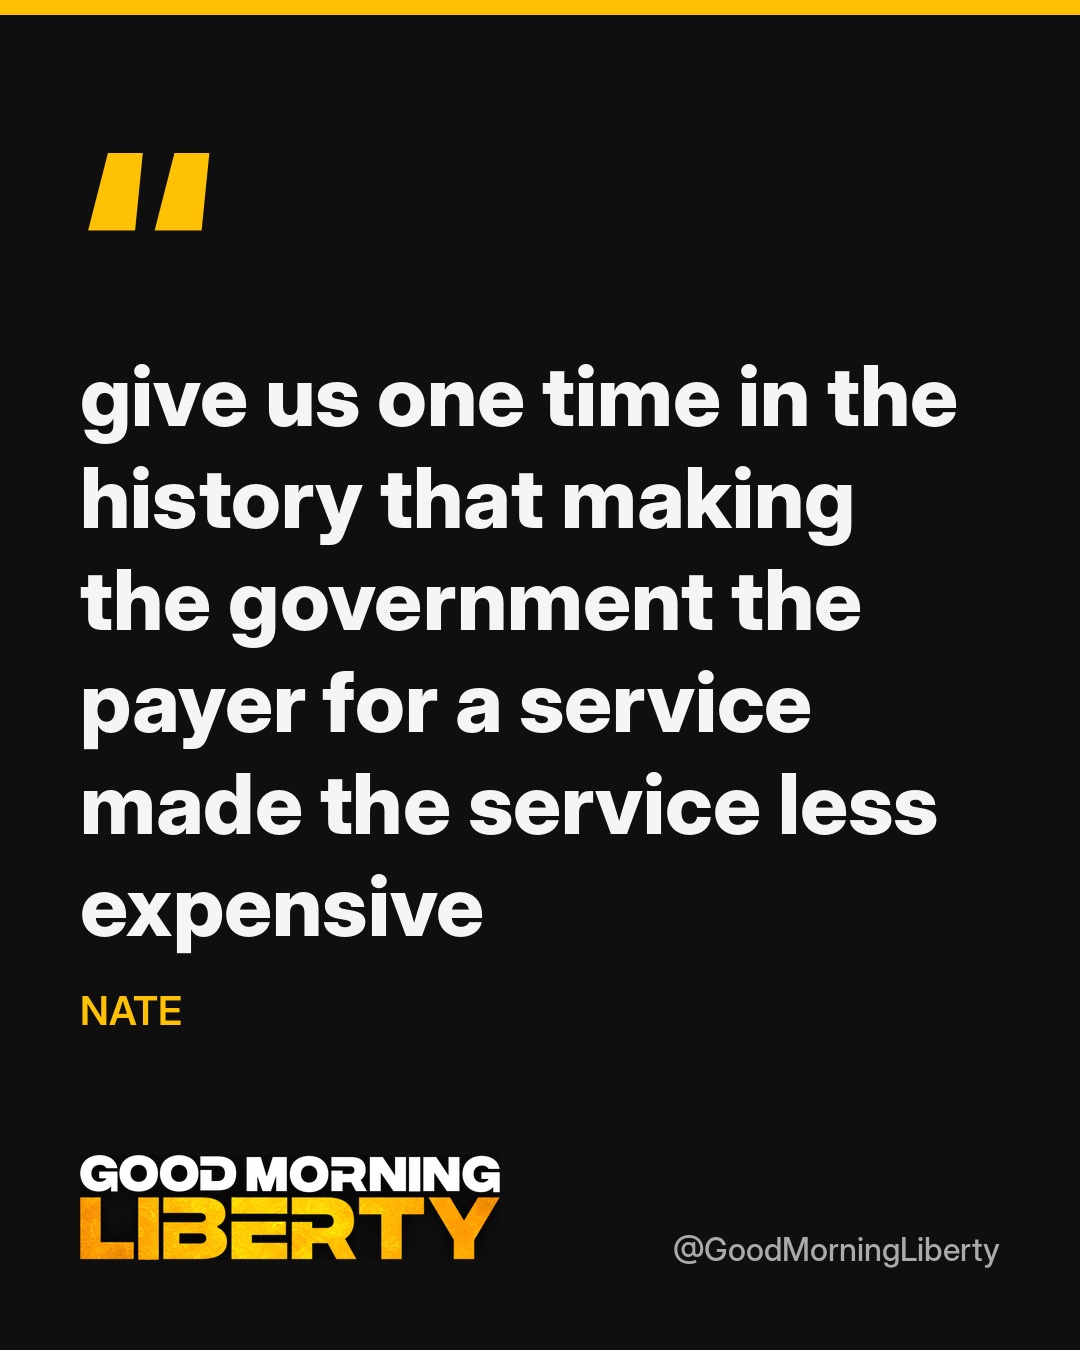 "
give us one time in the
history that making
the government the
payer for a service
made the service less
expensive
NATE
GOOD MORNING
LIBERTY
@GoodMorningLiberty